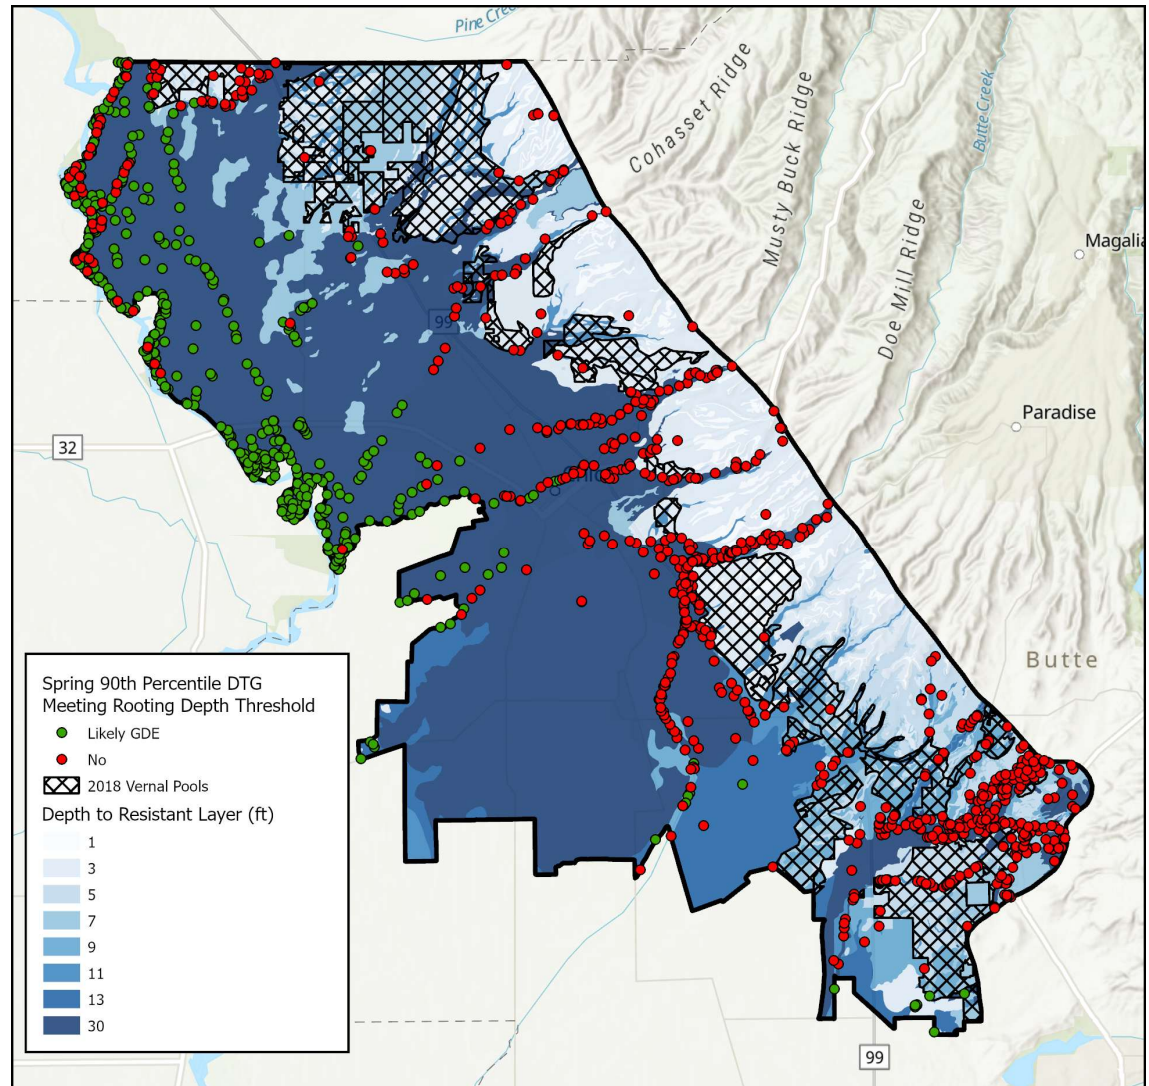 Pine Creek
Cohasset Ridge
Musty Buck Ridge
Butte Creek
Doe Mill Ridge
Magalia
99
Paradise
32
Butte
Spring 90th Percentile DTG
Meeting Rooting Depth Threshold
Likely GDE
No
2018 Vernal Pools
Depth to Resistant Layer (ft)
1
3
5
7
9
11
13
30
99